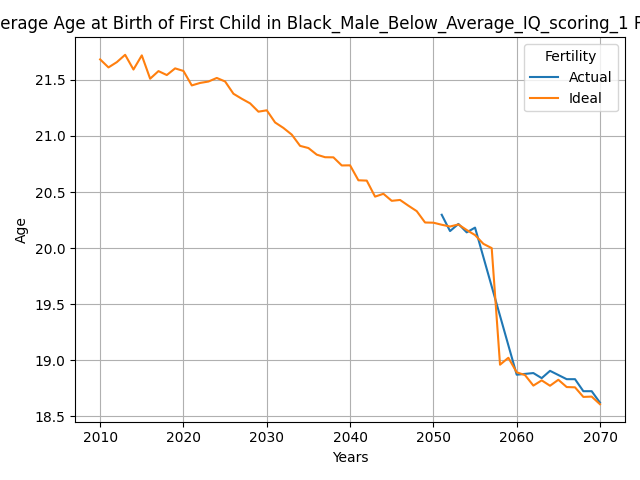 erage Age at Birth of First Child in Black_Male_Below_Average_IQ_scoring_1
Fertility
Actual
Ideal
21.5
21.0
20.5
20.0
19.5
19.0
18.5
Age
2010 2020 2030 2040 2050 2060 2070
Years